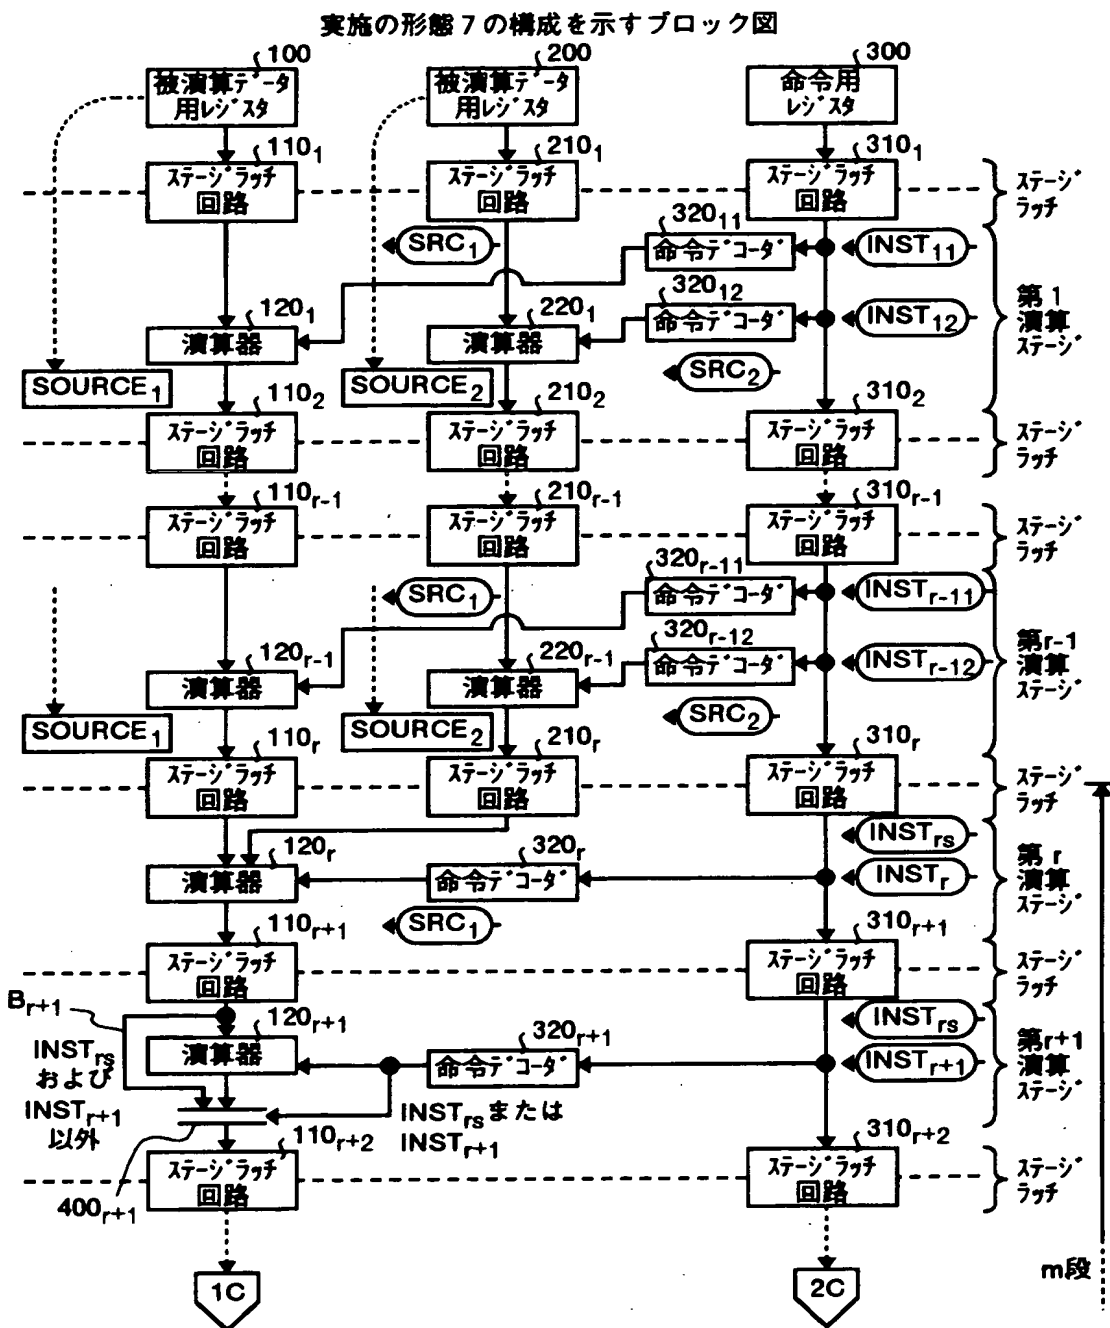 実施の形態7の構成を示すブロック図
100
200
300
被演算データ
用レジスタ
被演算データ
用レジスタ
命令用
レジスタ
110₁
210₁
310₁
ステージラッチ
回路
ステージラッチ
回路
ステージラッチ
回路
ステージ
ラッチ
SRC₁
320₁₁
命令デコーダ
INST₁₁
320₁₂
命令デコーダ
INST₁₂
第1
演算
ステージ
120₁
演算器
220₁
演算器
SRC₂
SOURCE₁
SOURCE₂
110₂
210₂
310₂
ステージラッチ
回路
ステージラッチ
回路
ステージラッチ
回路
ステージ
ラッチ
110r-1
210r-1
310r-1
ステージラッチ
回路
ステージラッチ
回路
ステージラッチ
回路
ステージ
ラッチ
SRC₁
320r-11
命令デコーダ
INSTr-11
320r-12
命令デコーダ
INSTr-12
第r-1
演算
ステージ
120r-1
演算器
220r-1
演算器
SRC₂
SOURCE₁
SOURCE₂
110r
210r
310r
ステージラッチ
回路
ステージラッチ
回路
ステージラッチ
回路
ステージ
ラッチ
INSTrs
120r
演算器
320r
命令デコーダ
INSTr
第r
演算
ステージ
SRC₁
110r+1
310r+1
ステージラッチ
回路
ステージラッチ
回路
ステージ
ラッチ
Br+1
INSTrs
120r+1
演算器
320r+1
命令デコーダ
INSTr+1
第r+1
演算
ステージ
INSTrs
および
INSTr+1
以外
INSTrsまたは
INSTr+1
110r+2
310r+2
ステージラッチ
回路
ステージラッチ
回路
ステージ
ラッチ
400r+1
1C
2C
m段